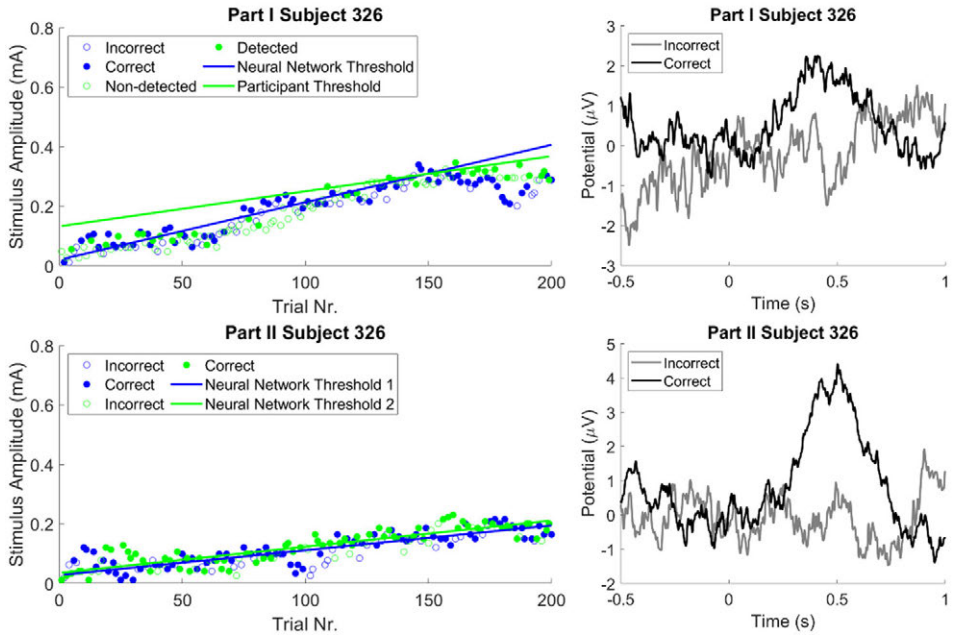 Part I Subject 326
Stimulus Amplitude (mA)
0.8
0.6
0.4
0.2
0
Incorrect
Correct
Non-detected
Detected
Neural Network Threshold
Participant Threshold
0 50 100 150 200
Trial Nr.
Part I Subject 326
Potential (μV)
3
2
1
0
-1
-2
-3
Incorrect
Correct
-0.5 0 0.5 1
Time (s)
Part II Subject 326
Stimulus Amplitude (mA)
0.8
0.6
0.4
0.2
0
Incorrect
Correct
Incorrect
Correct
Neural Network Threshold 1
Neural Network Threshold 2
0 50 100 150 200
Trial Nr.
Part II Subject 326
Potential (μV)
5
4
3
2
1
0
-1
-2
Incorrect
Correct
-0.5 0 0.5 1
Time (s)